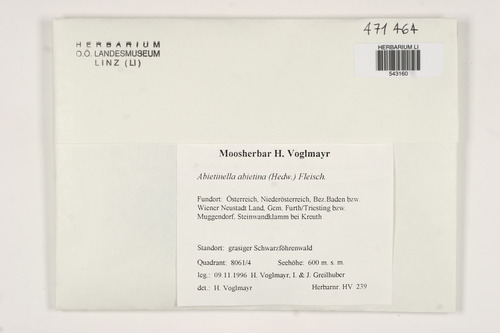 HERBARIUM
O.Ö. LANDESMUSEUM
LINZ (LI)
471 464
HERBARIUM LI
543160
Moosherbar H. Voglmayr
Abietinella abietina (Hedw.) Fleisch.
Fundort: Österreich, Niederösterreich, Bez.Baden bzw.
Wiener Neustadt Land, Gem. Furth/Triesting bzw.
Muggendorf. Steinwandklamm bei Kreuth
Standort: grasiger Schwarzföhrenwald
Quadrant: 8061/4 Seehöhe: 600 m. s. m.
leg.: 09.11.1996 H. Voglmayr, I. & J. Greilhuber
det.: H. Voglmayr Herbarnr. HV 239